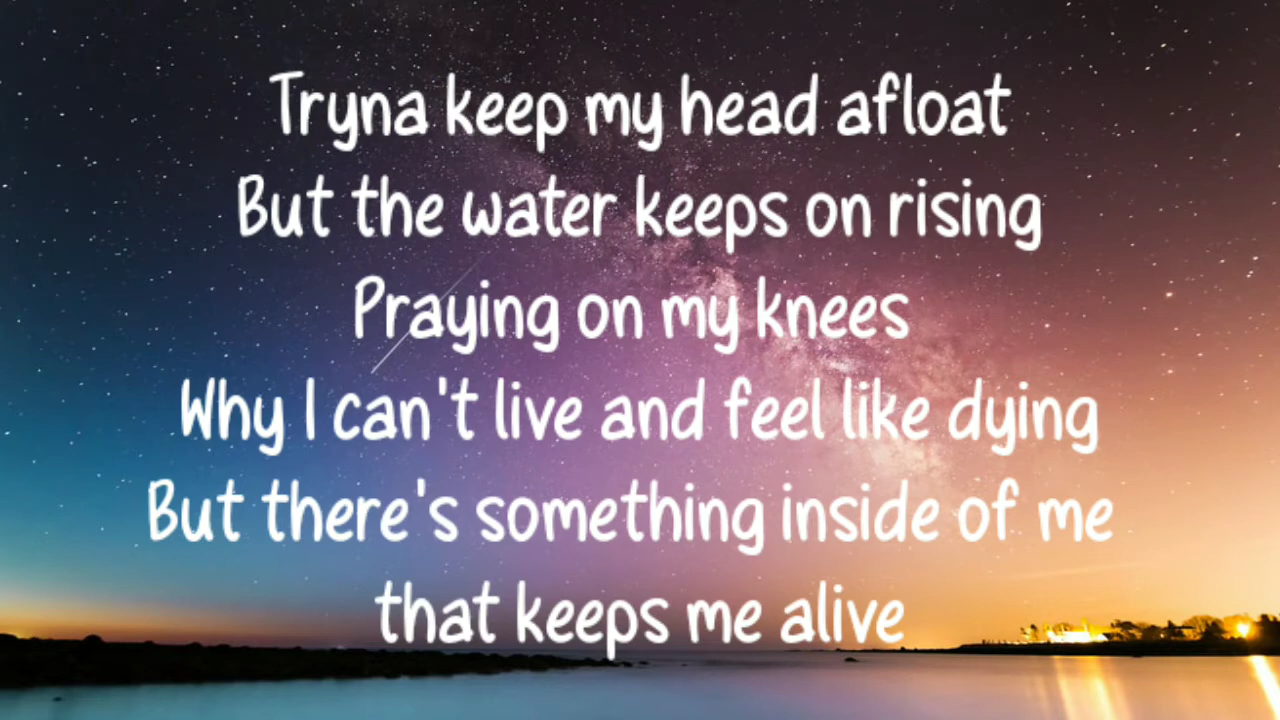 Tryna keep my head afloat
But the water keeps on rising
Praying on my knees
Why I can't live and feel like dying
But there's something inside of me
that keeps me alive